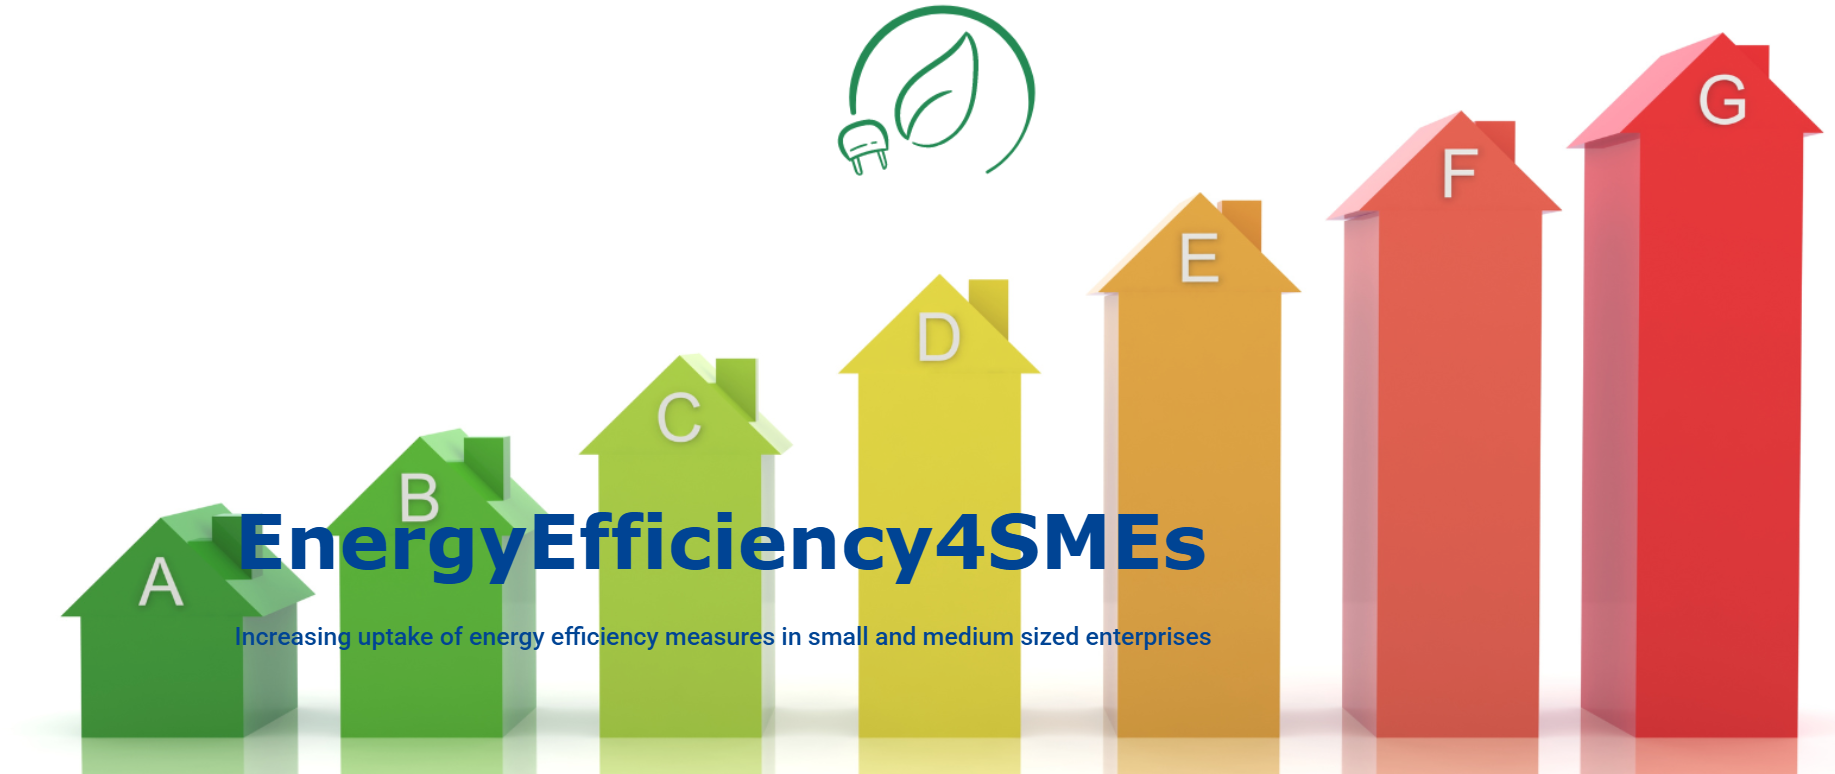 A
B
C
D
E
F
G
EnergyEfficiency4SMEs
Increasing uptake of energy efficiency measures in small and medium sized enterprises